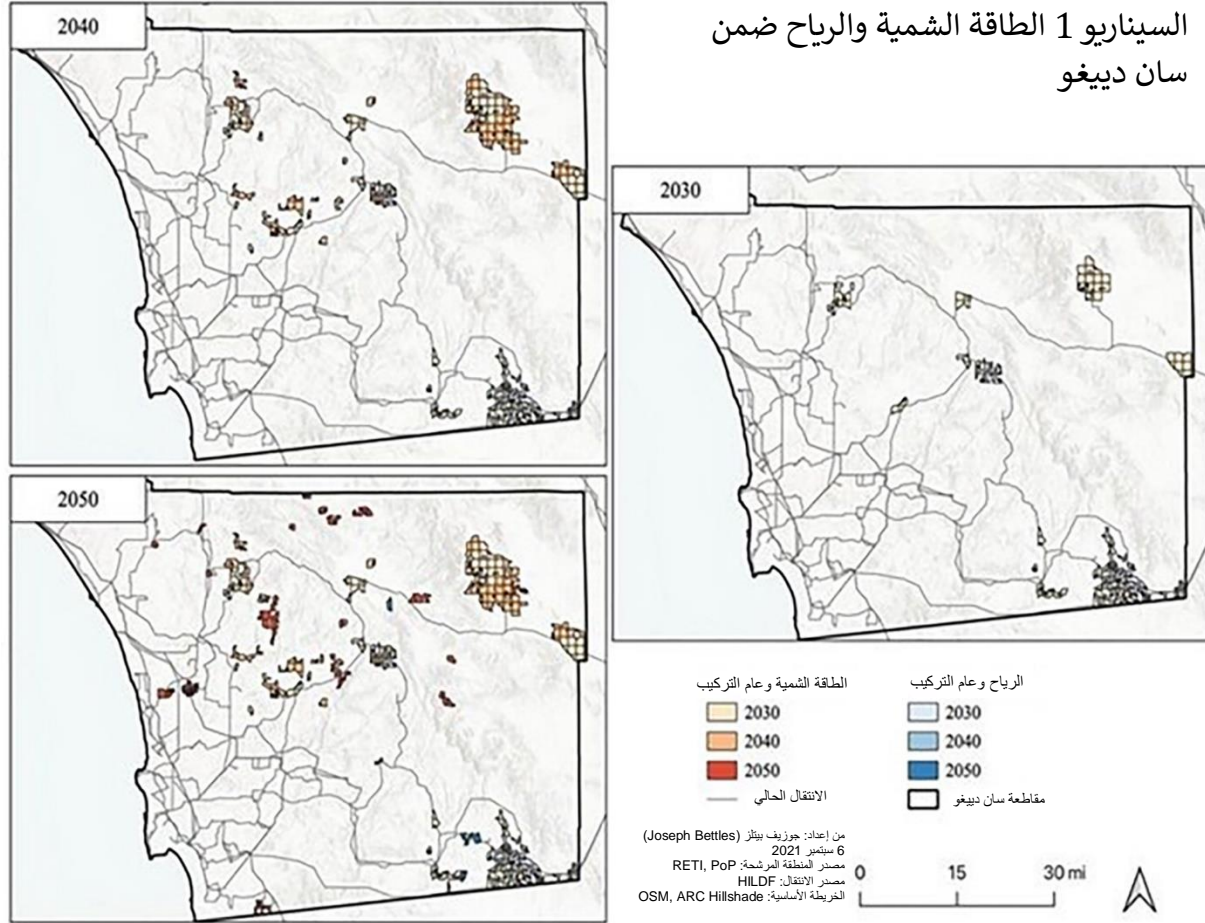 السيناريو 1 الطاقة الشمية والرياح ضمن
سان دييغو
2040
2030
2050
الطاقة الشمية وعام التركيب
2030
2040
2050
الانتقال الحالي
الرياح وعام التركيب
2030
2040
2050
مقاطعة سان دييغو
من إعداد: جوزيف بيتلز (Joseph Bettles)
6 سبتمبر 2021
مصدر المنطقة المرشحة: RETI, PoP
مصدر الانتقال: HILDF
الخريطة الأساسية: OSM, ARC Hillshade
0 15 30 mi